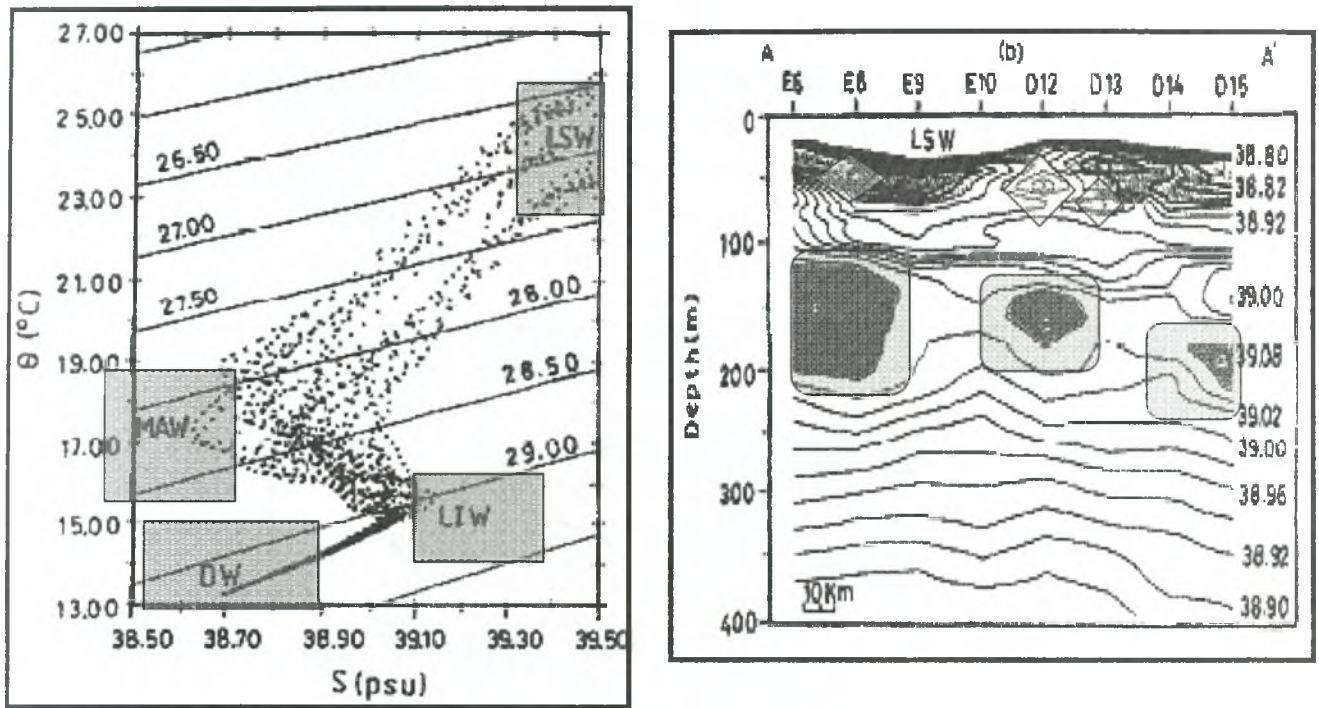 27.00
25.00
23.00
21.00
19.00
17.00
15.00
13.00
θ (°C)
26.50
27.00
27.50
28.00
28.50
29.00
LSW
MAW
LIW
DW
38.50 38.70 38.90 39.10 39.30 39.50
S (psu)
A (b) A'
E6 E8 E9 E10 D12 D13 D14 D15
LSW
0
100
200
300
400
Depth(m)
38.80
38.82
38.92
39.00
39.08
39.02
39.00
38.96
38.92
38.90
10Km